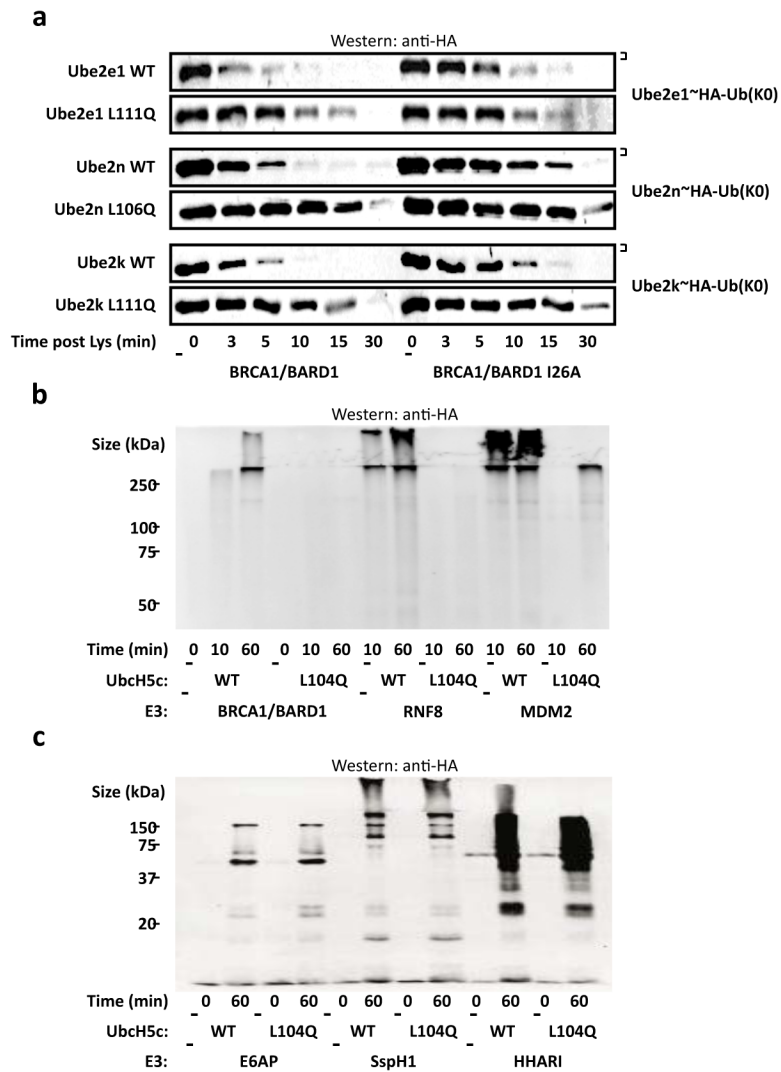 a
Western: anti-HA
Ube2e1 WT
Ube2e1 L111Q
Ube2e1~HA-Ub(K0)
Ube2n WT
Ube2n L106Q
Ube2n~HA-Ub(K0)
Ube2k WT
Ube2k L111Q
Ube2k~HA-Ub(K0)
Time post Lys (min) 0 3 5 10 15 30 0 3 5 10 15 30
BRCA1/BARD1 BRCA1/BARD1 I26A
b
Western: anti-HA
Size (kDa)
250
100
75
50
Time (min) 0 10 60 0 10 60 10 60 10 60 10 60 10 60
UbcH5c: WT L104Q WT L104Q WT L104Q
E3: BRCA1/BARD1 RNF8 MDM2
c
Western: anti-HA
Size (kDa)
150
75
37
20
Time (min) 0 60 0 60 0 60 0 60 0 60 0 60
UbcH5c: WT L104Q WT L104Q WT L104Q
E3: E6AP SspH1 HHARI